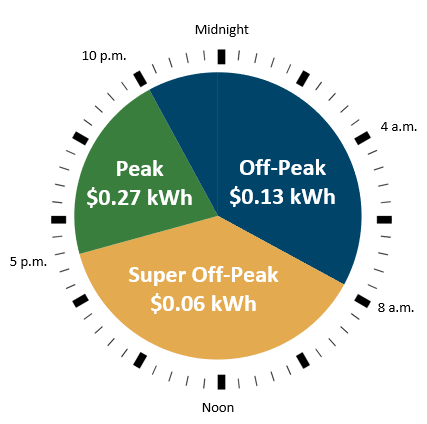 Midnight
10 p.m.
4 a.m.
Peak
$0.27 kWh
Off-Peak
$0.13 kWh
5 p.m.
Super Off-Peak
$0.06 kWh
8 a.m.
Noon